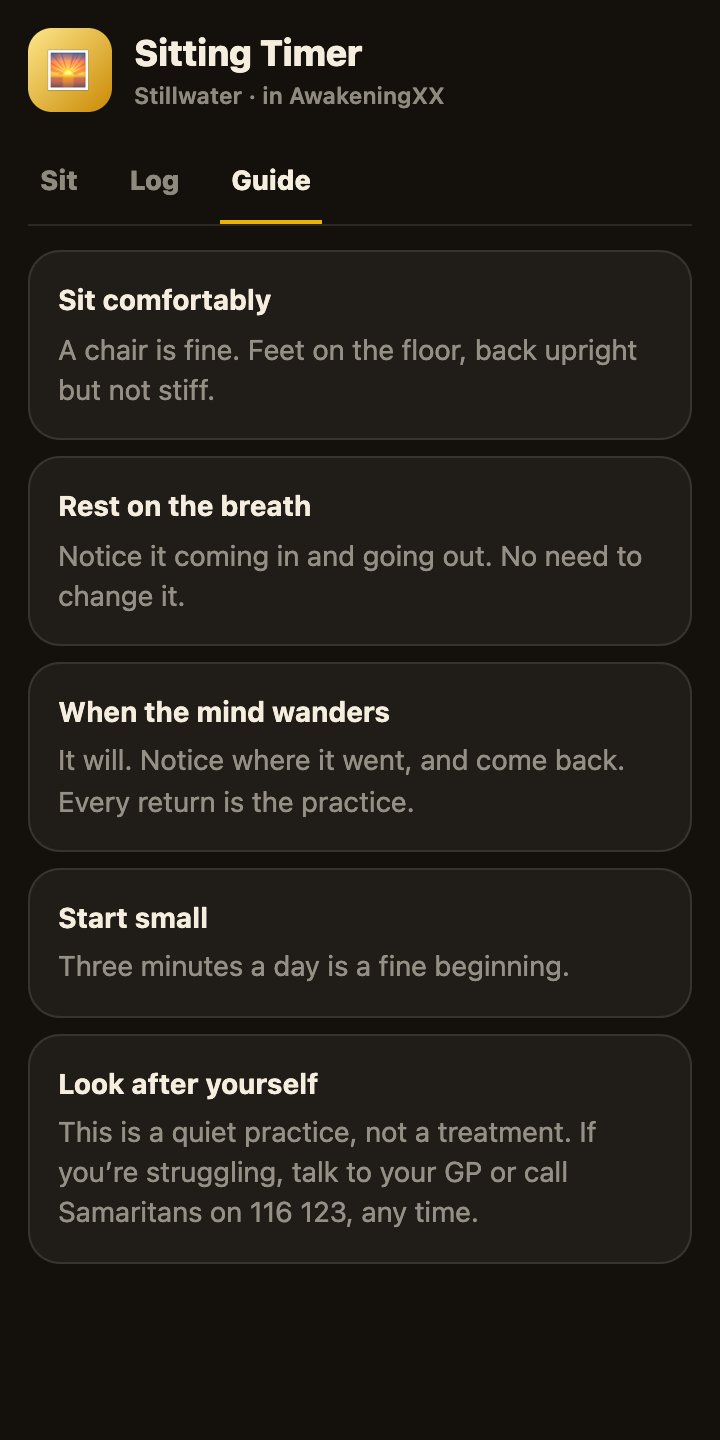 Sitting Timer
Stillwater · in AwakeningXX
Sit Log Guide
Sit comfortably
A chair is fine. Feet on the floor, back upright
but not stiff.
Rest on the breath
Notice it coming in and going out. No need to
change it.
When the mind wanders
It will. Notice where it went, and come back.
Every return is the practice.
Start small
Three minutes a day is a fine beginning.
Look after yourself
This is a quiet practice, not a treatment. If
you’re struggling, talk to your GP or call
Samaritans on 116 123, any time.